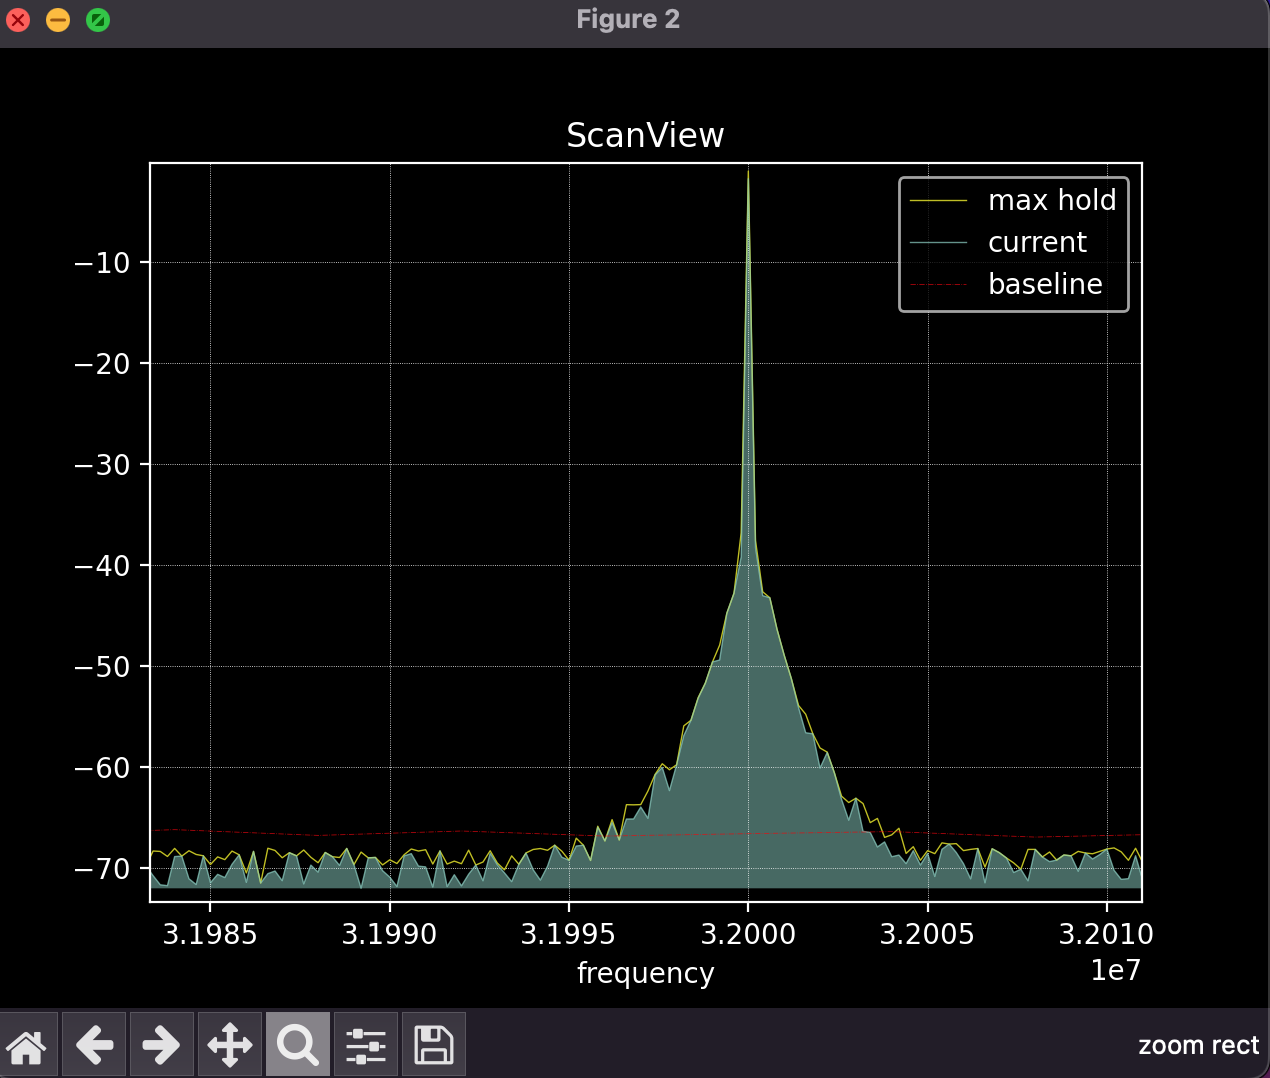 Figure 2
ScanView
max hold
current
baseline
−10
−20
−30
−40
−50
−60
−70
3.1985 3.1990 3.1995 3.2000 3.2005 3.2010
1e7
frequency
zoom rect